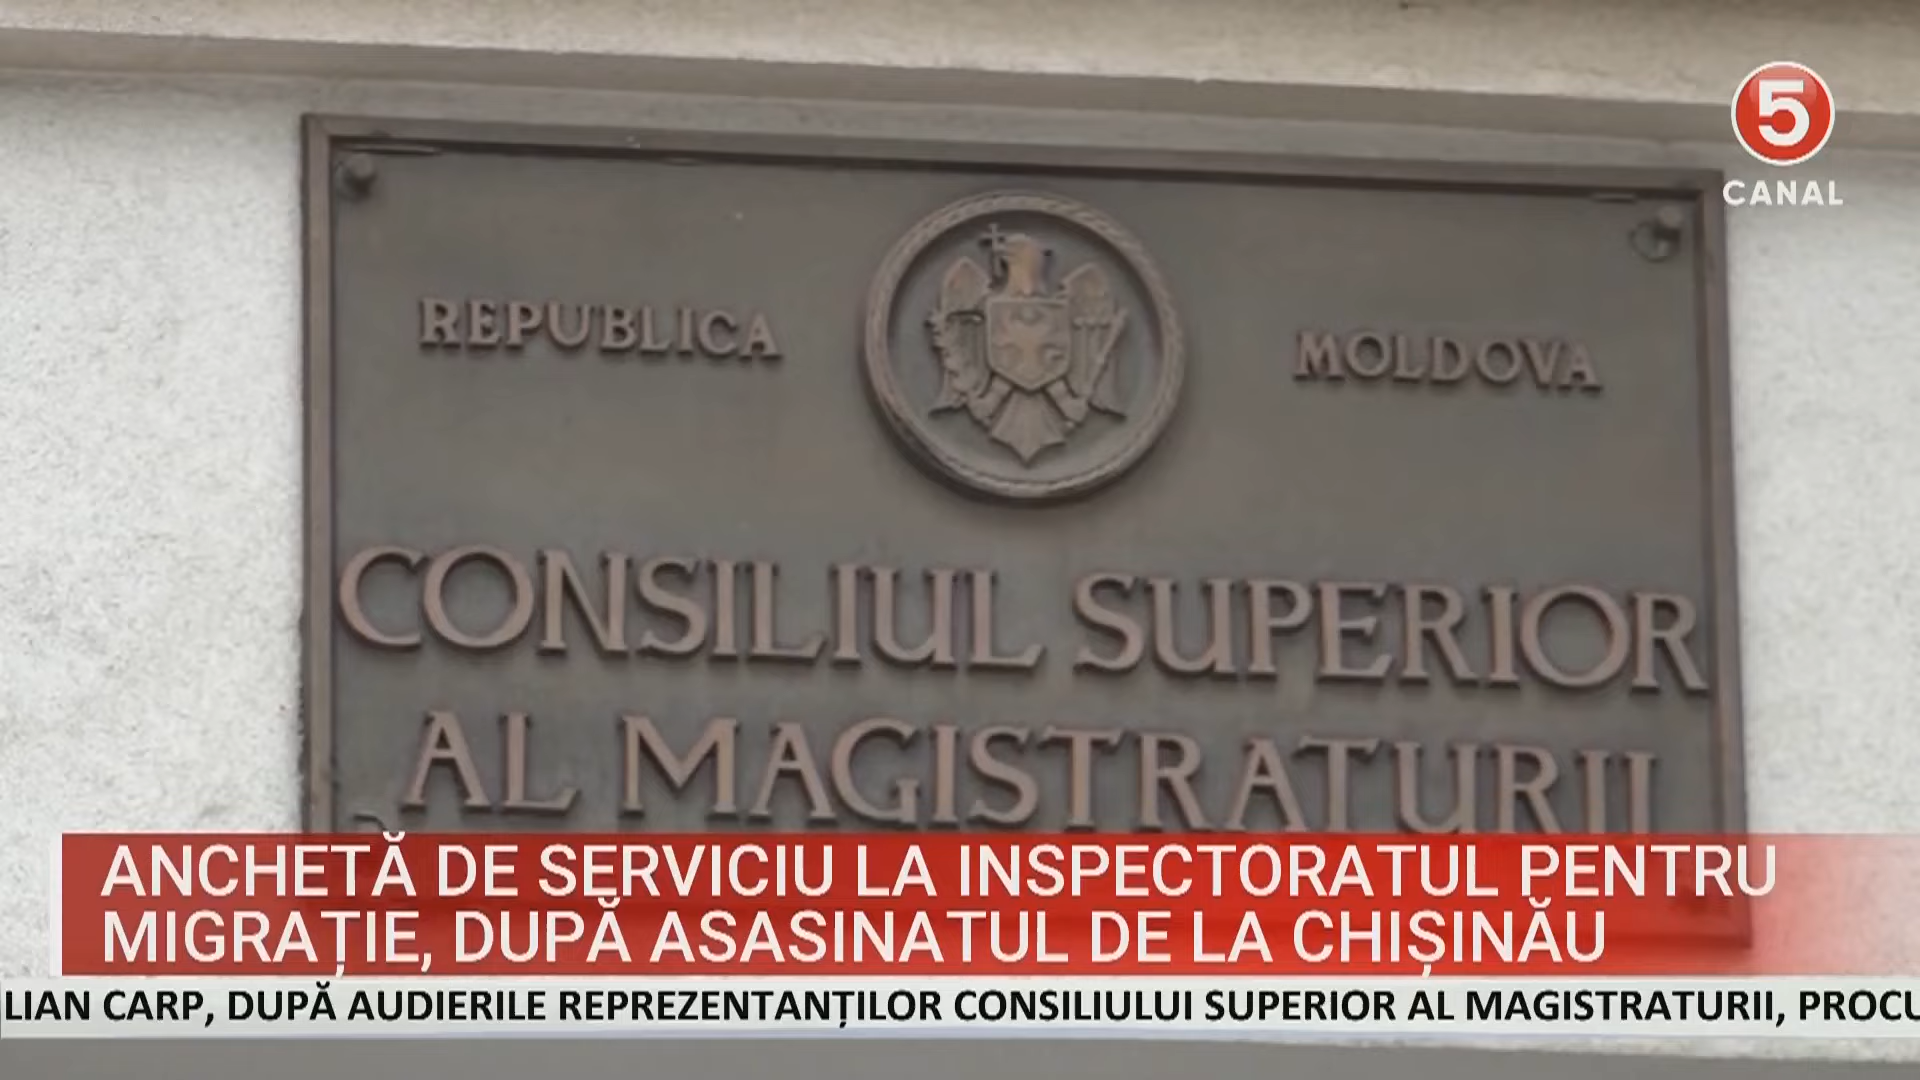 5
CANAL
REPUBLICA MOLDOVA
CONSILIUL SUPERIOR
AL MAGISTRATURII
ANCHETĂ DE SERVICIU LA INSPECTORATUL PENTRU
MIGRAȚIE, DUPĂ ASASINATUL DE LA CHIȘINĂU
LIAN CARP, DUPĂ AUDIERILE REPREZENTANȚILOR CONSILIULUI SUPERIOR AL MAGISTRATURII, PROCU